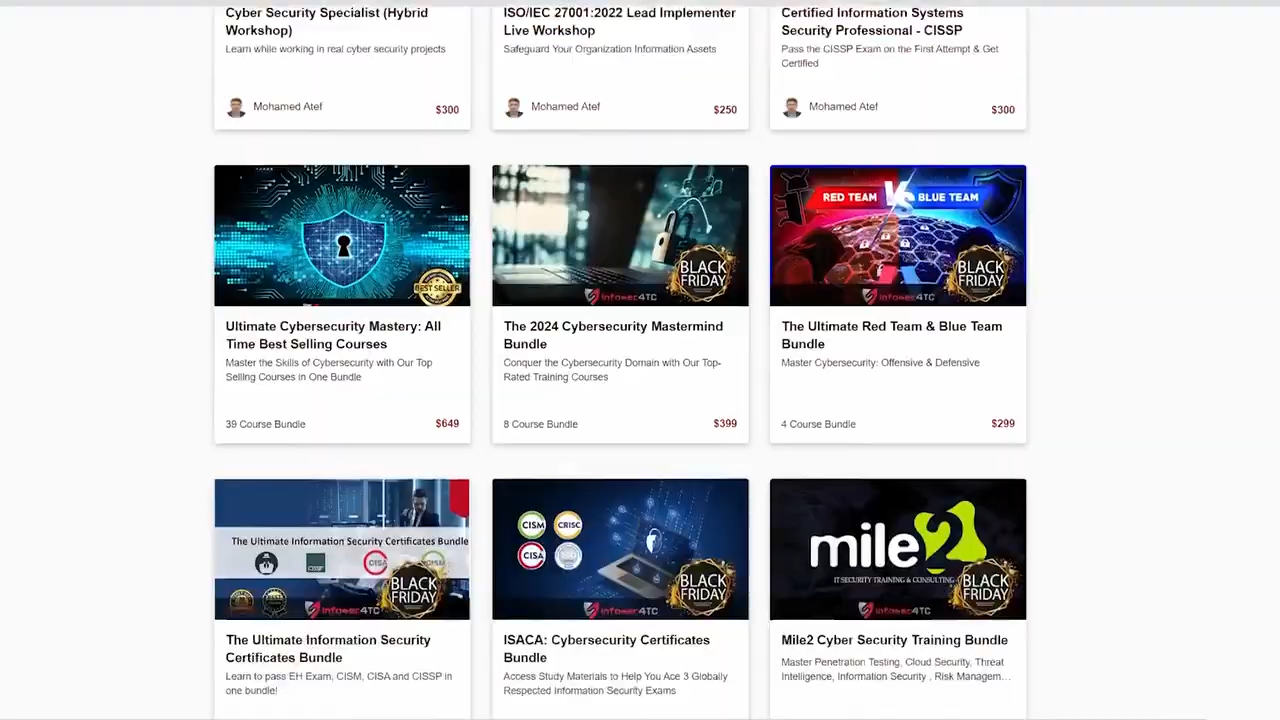 Cyber Security Specialist (Hybrid
Workshop)
Learn while working in real cyber security projects
Mohamed Atef
$300
ISO/IEC 27001:2022 Lead Implementer
Live Workshop
Safeguard Your Organization Information Assets
Mohamed Atef
$250
Certified Information Systems
Security Professional - CISSP
Pass the CISSP Exam on the First Attempt & Get
Certified
Mohamed Atef
$300
BEST SELLER
Ultimate Cybersecurity Mastery: All
Time Best Selling Courses
Master the Skills of Cybersecurity with Our Top
Selling Courses in One Bundle
39 Course Bundle
$649
BLACK
FRIDAY
infosec4TC
The 2024 Cybersecurity Mastermind
Bundle
Conquer the Cybersecurity Domain with Our Top-
Rated Training Courses
8 Course Bundle
$399
RED TEAM VS BLUE TEAM
BLACK
FRIDAY
infosec4TC
The Ultimate Red Team & Blue Team
Bundle
Master Cybersecurity: Offensive & Defensive
4 Course Bundle
$299
The Ultimate Information Security Certificates Bundle
CISSP
CISA
CISM
BLACK
FRIDAY
infosec4TC
The Ultimate Information Security
Certificates Bundle
Learn to pass EH Exam, CISM, CISA and CISSP in
one bundle!
CISM
CRISC
CISA
BLACK
FRIDAY
infosec4TC
ISACA: Cybersecurity Certificates
Bundle
Access Study Materials to Help You Ace 3 Globally
Respected Information Security Exams
mile2
IT SECURITY TRAINING & CONSULTING
BLACK
FRIDAY
infosec4TC
Mile2 Cyber Security Training Bundle
Master Penetration Testing, Cloud Security, Threat
Intelligence, Information Security , Risk Managem...